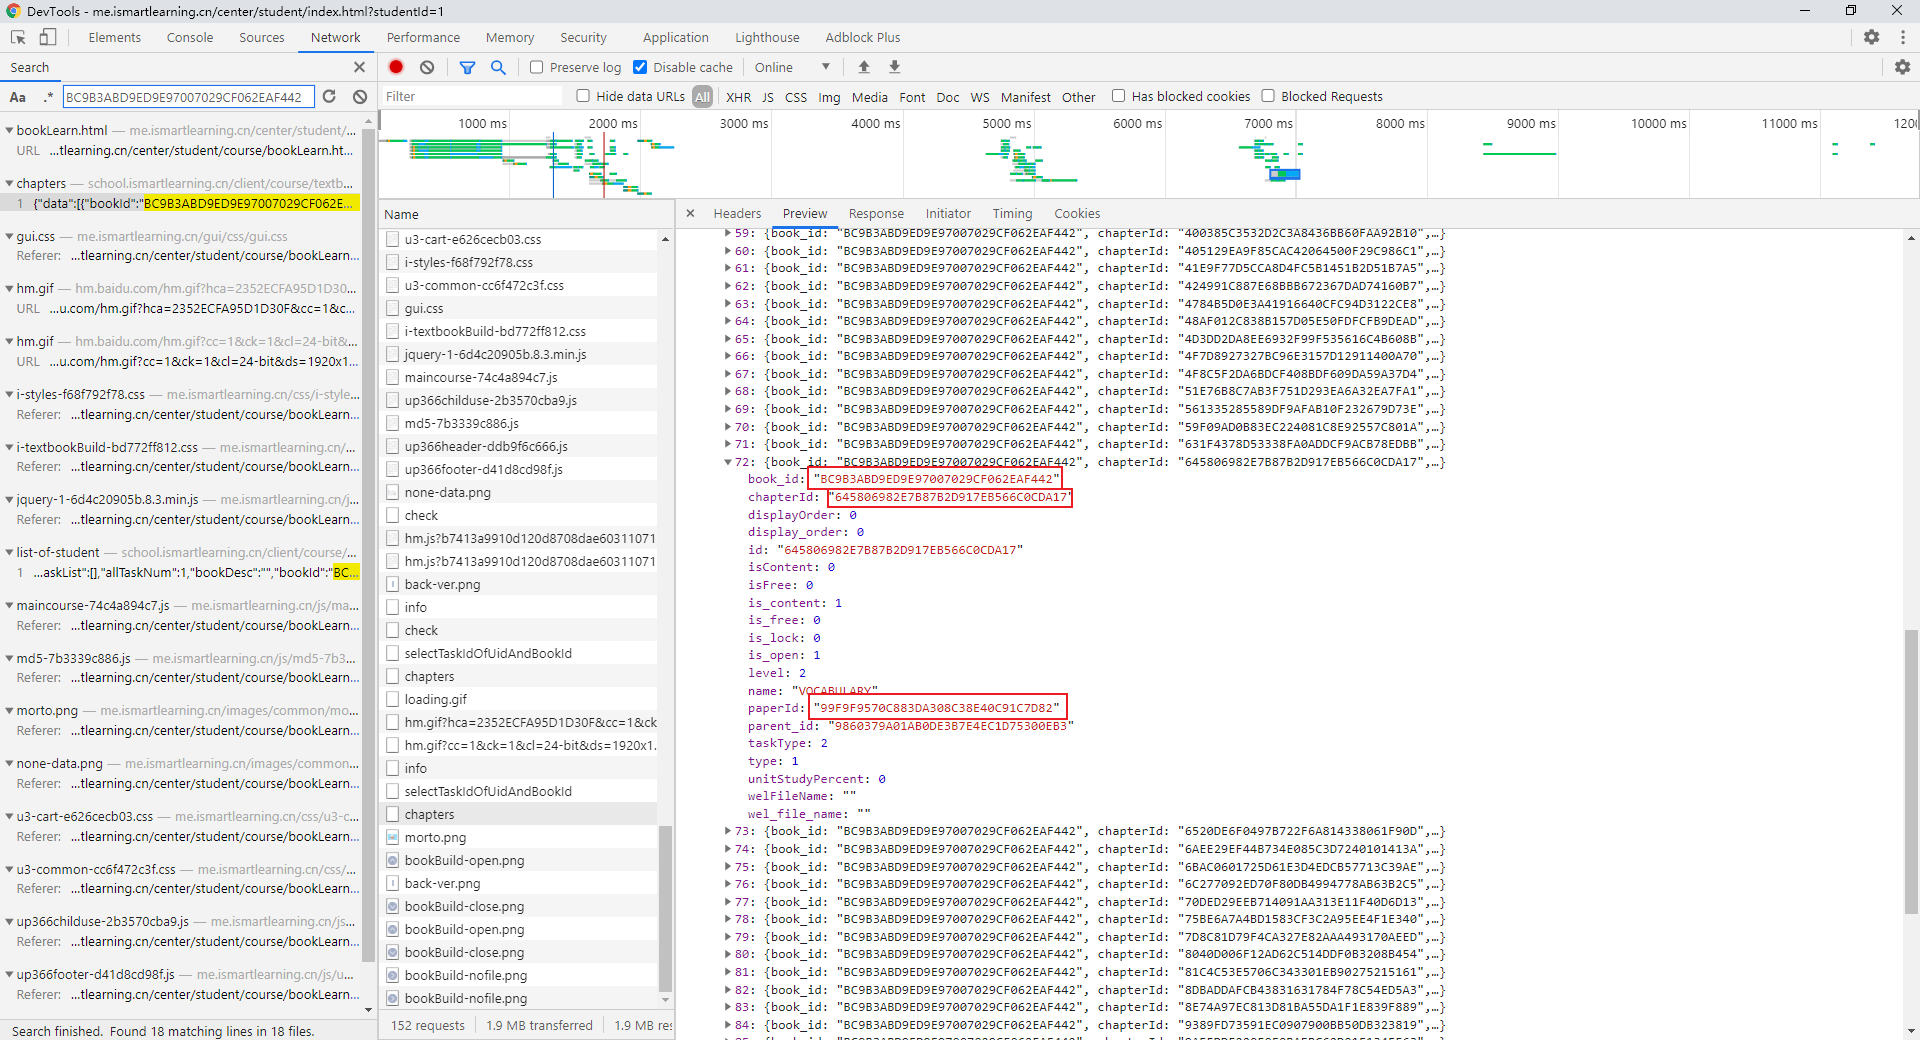 DevTools - me.ismartlearning.cn/center/student/index.html?studentId=1
Elements Console Sources Network Performance Memory Security Application Lighthouse Adblock Plus
Search
Preserve log Disable cache Online
Aa .* BC9B3ABD9ED9E97007029CF062EAF442
Filter Hide data URLs All XHR JS CSS Img Media Font Doc WS Manifest Other Has blocked cookies Blocked Requests
1000 ms 2000 ms 3000 ms 4000 ms 5000 ms 6000 ms 7000 ms 8000 ms 9000 ms 10000 ms 11000 ms 1200
bookLearn.html — me.ismartlearning.cn/center/student/...
URL ...tlearning.cn/center/student/course/bookLearn.ht...
chapters — school.ismartlearning.cn/client/course/textb...
1 {"data":[{"bookId":"BC9B3ABD9ED9E97007029CF062E...
gui.css — me.ismartlearning.cn/gui/css/gui.css
Referer: ...tlearning.cn/center/student/course/bookLearn...
hm.gif — hm.baidu.com/hm.gif?hca=2352ECFA95D1D30...
URL ...u.com/hm.gif?hca=2352ECFA95D1D30F&cc=1&c...
hm.gif — hm.baidu.com/hm.gif?cc=1&ck=1&cl=24-bit&...
URL ...u.com/hm.gif?cc=1&ck=1&cl=24-bit&ds=1920x1...
i-styles-f68f792f78.css — me.ismartlearning.cn/css/i-style...
Referer: ...tlearning.cn/center/student/course/bookLearn...
i-textbookBuild-bd772ff812.css — me.ismartlearning.cn/...
Referer: ...tlearning.cn/center/student/course/bookLearn...
jquery-1-6d4c20905b.8.3.min.js — me.ismartlearning.cn/...
Referer: ...tlearning.cn/center/student/course/bookLearn...
list-of-student — school.ismartlearning.cn/client/course/...
1 ...askList":[],"allTaskNum":1,"bookDesc":"","bookId":"BC...
maincourse-74c4a894c7.js — me.ismartlearning.cn/js/ma...
Referer: ...tlearning.cn/center/student/course/bookLearn...
md5-7b3339c886.js — me.ismartlearning.cn/js/md5-7b3...
Referer: ...tlearning.cn/center/student/course/bookLearn...
morto.png — me.ismartlearning.cn/images/common/mo...
Referer: ...tlearning.cn/center/student/course/bookLearn...
none-data.png — me.ismartlearning.cn/images/common...
Referer: ...tlearning.cn/center/student/course/bookLearn...
u3-cart-e626cecb03.css — me.ismartlearning.cn/css/u3-c...
Referer: ...tlearning.cn/center/student/course/bookLearn...
u3-common-cc6f472c3f.css — me.ismartlearning.cn/css/...
Referer: ...tlearning.cn/center/student/course/bookLearn...
up366childuse-2b3570cba9.js — me.ismartlearning.cn/js...
Referer: ...tlearning.cn/center/student/course/bookLearn...
up366footer-d41d8cd98f.js — me.ismartlearning.cn/js/u...
Referer: ...tlearning.cn/center/student/course/bookLearn...
Search finished. Found 18 matching lines in 18 files.
Name
u3-cart-e626cecb03.css
i-styles-f68f792f78.css
u3-common-cc6f472c3f.css
gui.css
i-textbookBuild-bd772ff812.css
jquery-1-6d4c20905b.8.3.min.js
maincourse-74c4a894c7.js
up366childuse-2b3570cba9.js
md5-7b3339c886.js
up366header-ddb9f6c666.js
up366footer-d41d8cd98f.js
none-data.png
check
hm.js?b7413a9910d120d8708dae60311071
hm.js?b7413a9910d120d8708dae60311071
back-ver.png
info
check
selectTaskIdOfUidAndBookId
chapters
loading.gif
hm.gif?hca=2352ECFA95D1D30F&cc=1&ck
hm.gif?cc=1&ck=1&cl=24-bit&ds=1920x1.
info
selectTaskIdOfUidAndBookId
chapters
morto.png
bookBuild-open.png
back-ver.png
bookBuild-close.png
bookBuild-open.png
bookBuild-close.png
bookBuild-nofile.png
bookBuild-nofile.png
152 requests 1.9 MB transferred 1.9 MB res
Headers Preview Response Initiator Timing Cookies
59: {book_id: "BC9B3ABD9ED9E97007029CF062EAF442", chapterId: "400385C3532D2C3A8436BB60FAA92B10",…}
60: {book_id: "BC9B3ABD9ED9E97007029CF062EAF442", chapterId: "405129EA9F85CAC42064500F29C986C1",…}
61: {book_id: "BC9B3ABD9ED9E97007029CF062EAF442", chapterId: "41E9F77D5CCA8D4FC5B1451B2D51B7A5",…}
62: {book_id: "BC9B3ABD9ED9E97007029CF062EAF442", chapterId: "424991C887E68BBB672367DAD74160B7",…}
63: {book_id: "BC9B3ABD9ED9E97007029CF062EAF442", chapterId: "4784B5D0E3A41916640CFC94D3122CE8",…}
64: {book_id: "BC9B3ABD9ED9E97007029CF062EAF442", chapterId: "48AF012C838B157D05E50FDFCFB9DEAD",…}
65: {book_id: "BC9B3ABD9ED9E97007029CF062EAF442", chapterId: "4D3DD2DA8EE6932F99F535616C4B608B",…}
66: {book_id: "BC9B3ABD9ED9E97007029CF062EAF442", chapterId: "4F7D8927327BC96E3157D12911400A70",…}
67: {book_id: "BC9B3ABD9ED9E97007029CF062EAF442", chapterId: "4F8C5F2DA6BDCF408BDF609DA59A37D4",…}
68: {book_id: "BC9B3ABD9ED9E97007029CF062EAF442", chapterId: "51E76B8C7AB3F751D293EA6A32EA7FA1",…}
69: {book_id: "BC9B3ABD9ED9E97007029CF062EAF442", chapterId: "561335285589DF9AFAB10F232679D73E",…}
70: {book_id: "BC9B3ABD9ED9E97007029CF062EAF442", chapterId: "59F09AD0B83EC224081C8E92557C801A",…}
71: {book_id: "BC9B3ABD9ED9E97007029CF062EAF442", chapterId: "631F4378D53338FA0ADDCF9ACB78EDBB",…}
72: {book_id: "BC9B3ABD9ED9E97007029CF062EAF442", chapterId: "645806982E7B87B2D917EB566C0CDA17",…}
book_id: "BC9B3ABD9ED9E97007029CF062EAF442"
chapterId: "645806982E7B87B2D917EB566C0CDA17"
displayOrder: 0
display_order: 0
id: "645806982E7B87B2D917EB566C0CDA17"
isContent: 0
isFree: 0
is_content: 1
is_free: 0
is_lock: 0
is_open: 1
level: 2
name: "VOCABULARY"
paperId: "99F9F9570C883DA308C38E40C91C7D82"
parent_id: "9860379A01AB0DE3B7E4EC1D75300EB3"
taskType: 2
type: 1
unitStudyPercent: 0
welFileName: ""
wel_file_name: ""
73: {book_id: "BC9B3ABD9ED9E97007029CF062EAF442", chapterId: "6520DE6F0497B722F6A814338061F90D",…}
74: {book_id: "BC9B3ABD9ED9E97007029CF062EAF442", chapterId: "6AEE29EF44B734E085C3D7240101413A",…}
75: {book_id: "BC9B3ABD9ED9E97007029CF062EAF442", chapterId: "6BAC0601725D61E3D4EDCB57713C39AE",…}
76: {book_id: "BC9B3ABD9ED9E97007029CF062EAF442", chapterId: "6C277092ED70F80DB4994778AB63B2C5",…}
77: {book_id: "BC9B3ABD9ED9E97007029CF062EAF442", chapterId: "70DED29EEB714091AA313E11F40D6D13",…}
78: {book_id: "BC9B3ABD9ED9E97007029CF062EAF442", chapterId: "75BE6A7A4BD1583CF3C2A95EE4F1E340",…}
79: {book_id: "BC9B3ABD9ED9E97007029CF062EAF442", chapterId: "7D8C81D79F4CA327E82AAA493170AEED",…}
80: {book_id: "BC9B3ABD9ED9E97007029CF062EAF442", chapterId: "8040D006F12AD62C514DDF0B3208B454",…}
81: {book_id: "BC9B3ABD9ED9E97007029CF062EAF442", chapterId: "81C4C53E5706C343301EB90275215161",…}
82: {book_id: "BC9B3ABD9ED9E97007029CF062EAF442", chapterId: "8DBADDAFCB43831631784F78C54ED5A3",…}
83: {book_id: "BC9B3ABD9ED9E97007029CF062EAF442", chapterId: "8E74A97EC813D81BA55DA1F1E839F889",…}
84: {book_id: "BC9B3ABD9ED9E97007029CF062EAF442", chapterId: "9389FD73591EC0907900BB50DB323819",…}